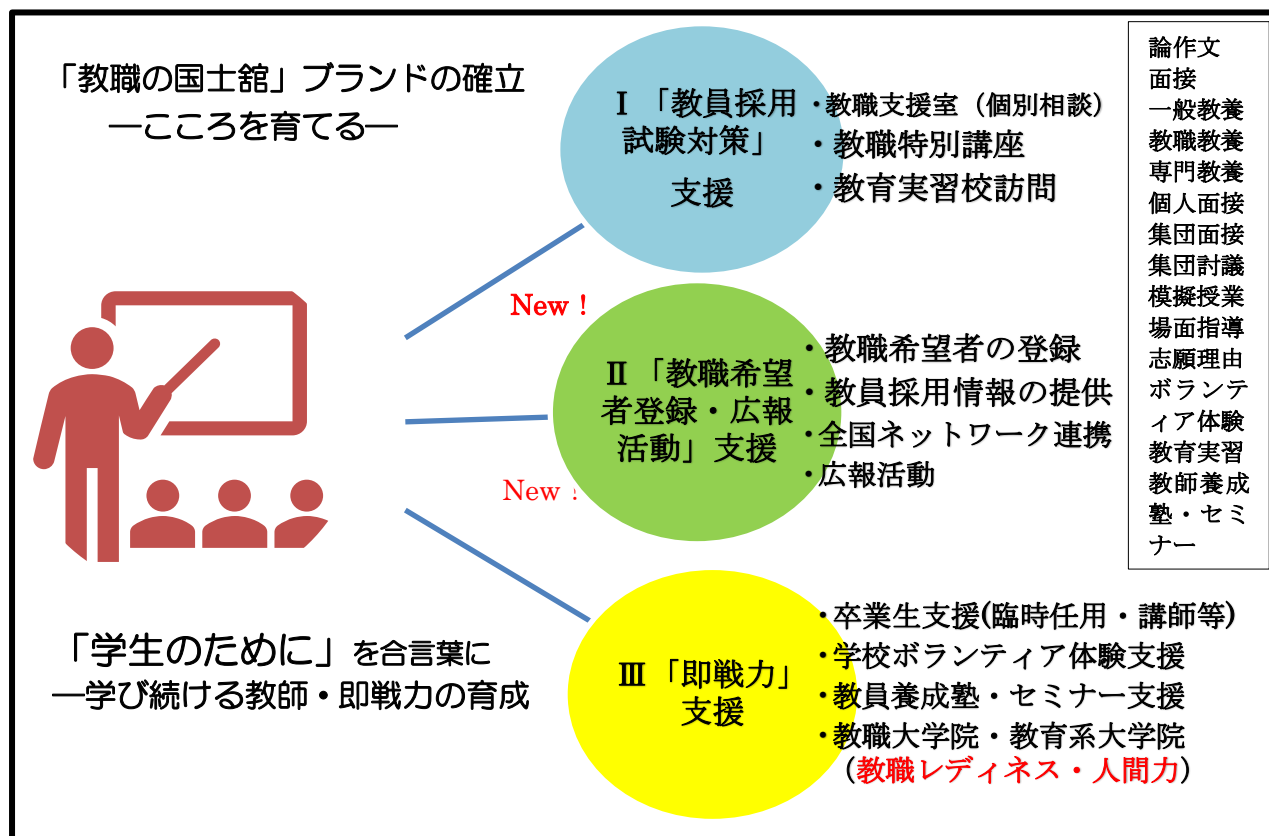 「教職の国士舘」ブランドの確立
―こころを育てる―
Ⅰ「教員採用
試験対策」
支援
・教職支援室（個別相談）
・教職特別講座
・教育実習校訪問
New！
Ⅱ「教職希望
者登録・広報
活動」支援
・教職希望者の登録
・教員採用情報の提供
・全国ネットワーク連携
・広報活動
New！
Ⅲ「即戦力」
支援
・卒業生支援(臨時任用・講師等)
・学校ボランティア体験支援
・教員養成塾・セミナー支援
・教職大学院・教育系大学院
（教職レディネス・人間力）
「学生のために」を合言葉に
―学び続ける教師・即戦力の育成
論作文
面接
一般教養
教職教養
専門教養
個人面接
集団面接
集団討議
模擬授業
場面指導
志願理由
ボランテ
ィア体験
教育実習
教師養成
塾・セミ
ナー